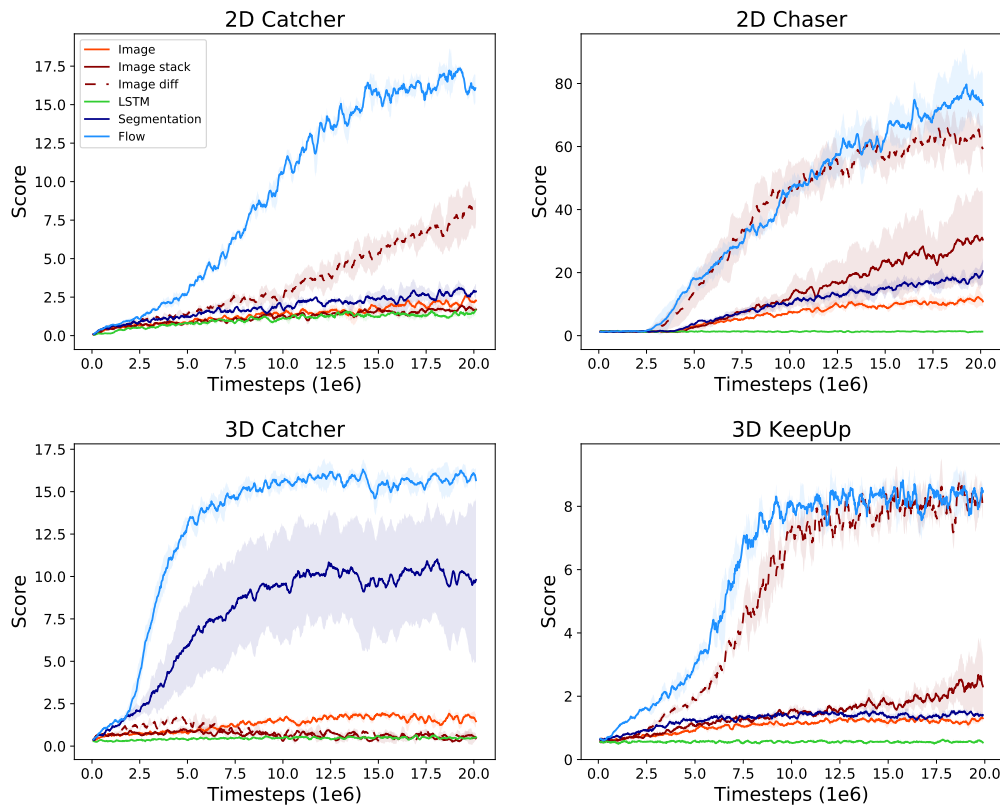 2D Catcher
Image
Image stack
Image diff
LSTM
Segmentation
Flow
Score
17.5
15.0
12.5
10.0
7.5
5.0
2.5
0.0
0.0 2.5 5.0 7.5 10.0 12.5 15.0 17.5 20.0
Timesteps (1e6)
2D Chaser
Score
80
60
40
20
0
0.0 2.5 5.0 7.5 10.0 12.5 15.0 17.5 20.0
Timesteps (1e6)
3D Catcher
Score
17.5
15.0
12.5
10.0
7.5
5.0
2.5
0.0
0.0 2.5 5.0 7.5 10.0 12.5 15.0 17.5 20.0
Timesteps (1e6)
3D KeepUp
Score
8
6
4
2
0
0.0 2.5 5.0 7.5 10.0 12.5 15.0 17.5 20.0
Timesteps (1e6)